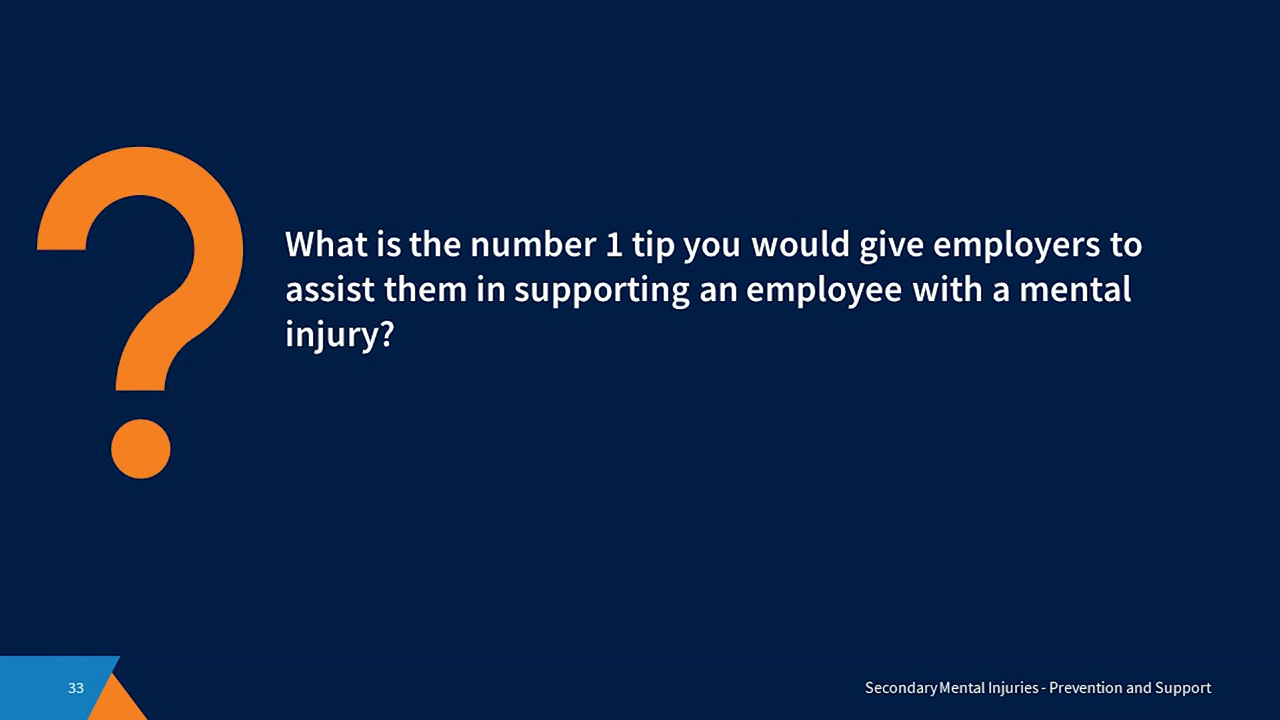 What is the number 1 tip you would give employers to
assist them in supporting an employee with a mental
injury?
33
Secondary Mental Injuries - Prevention and Support